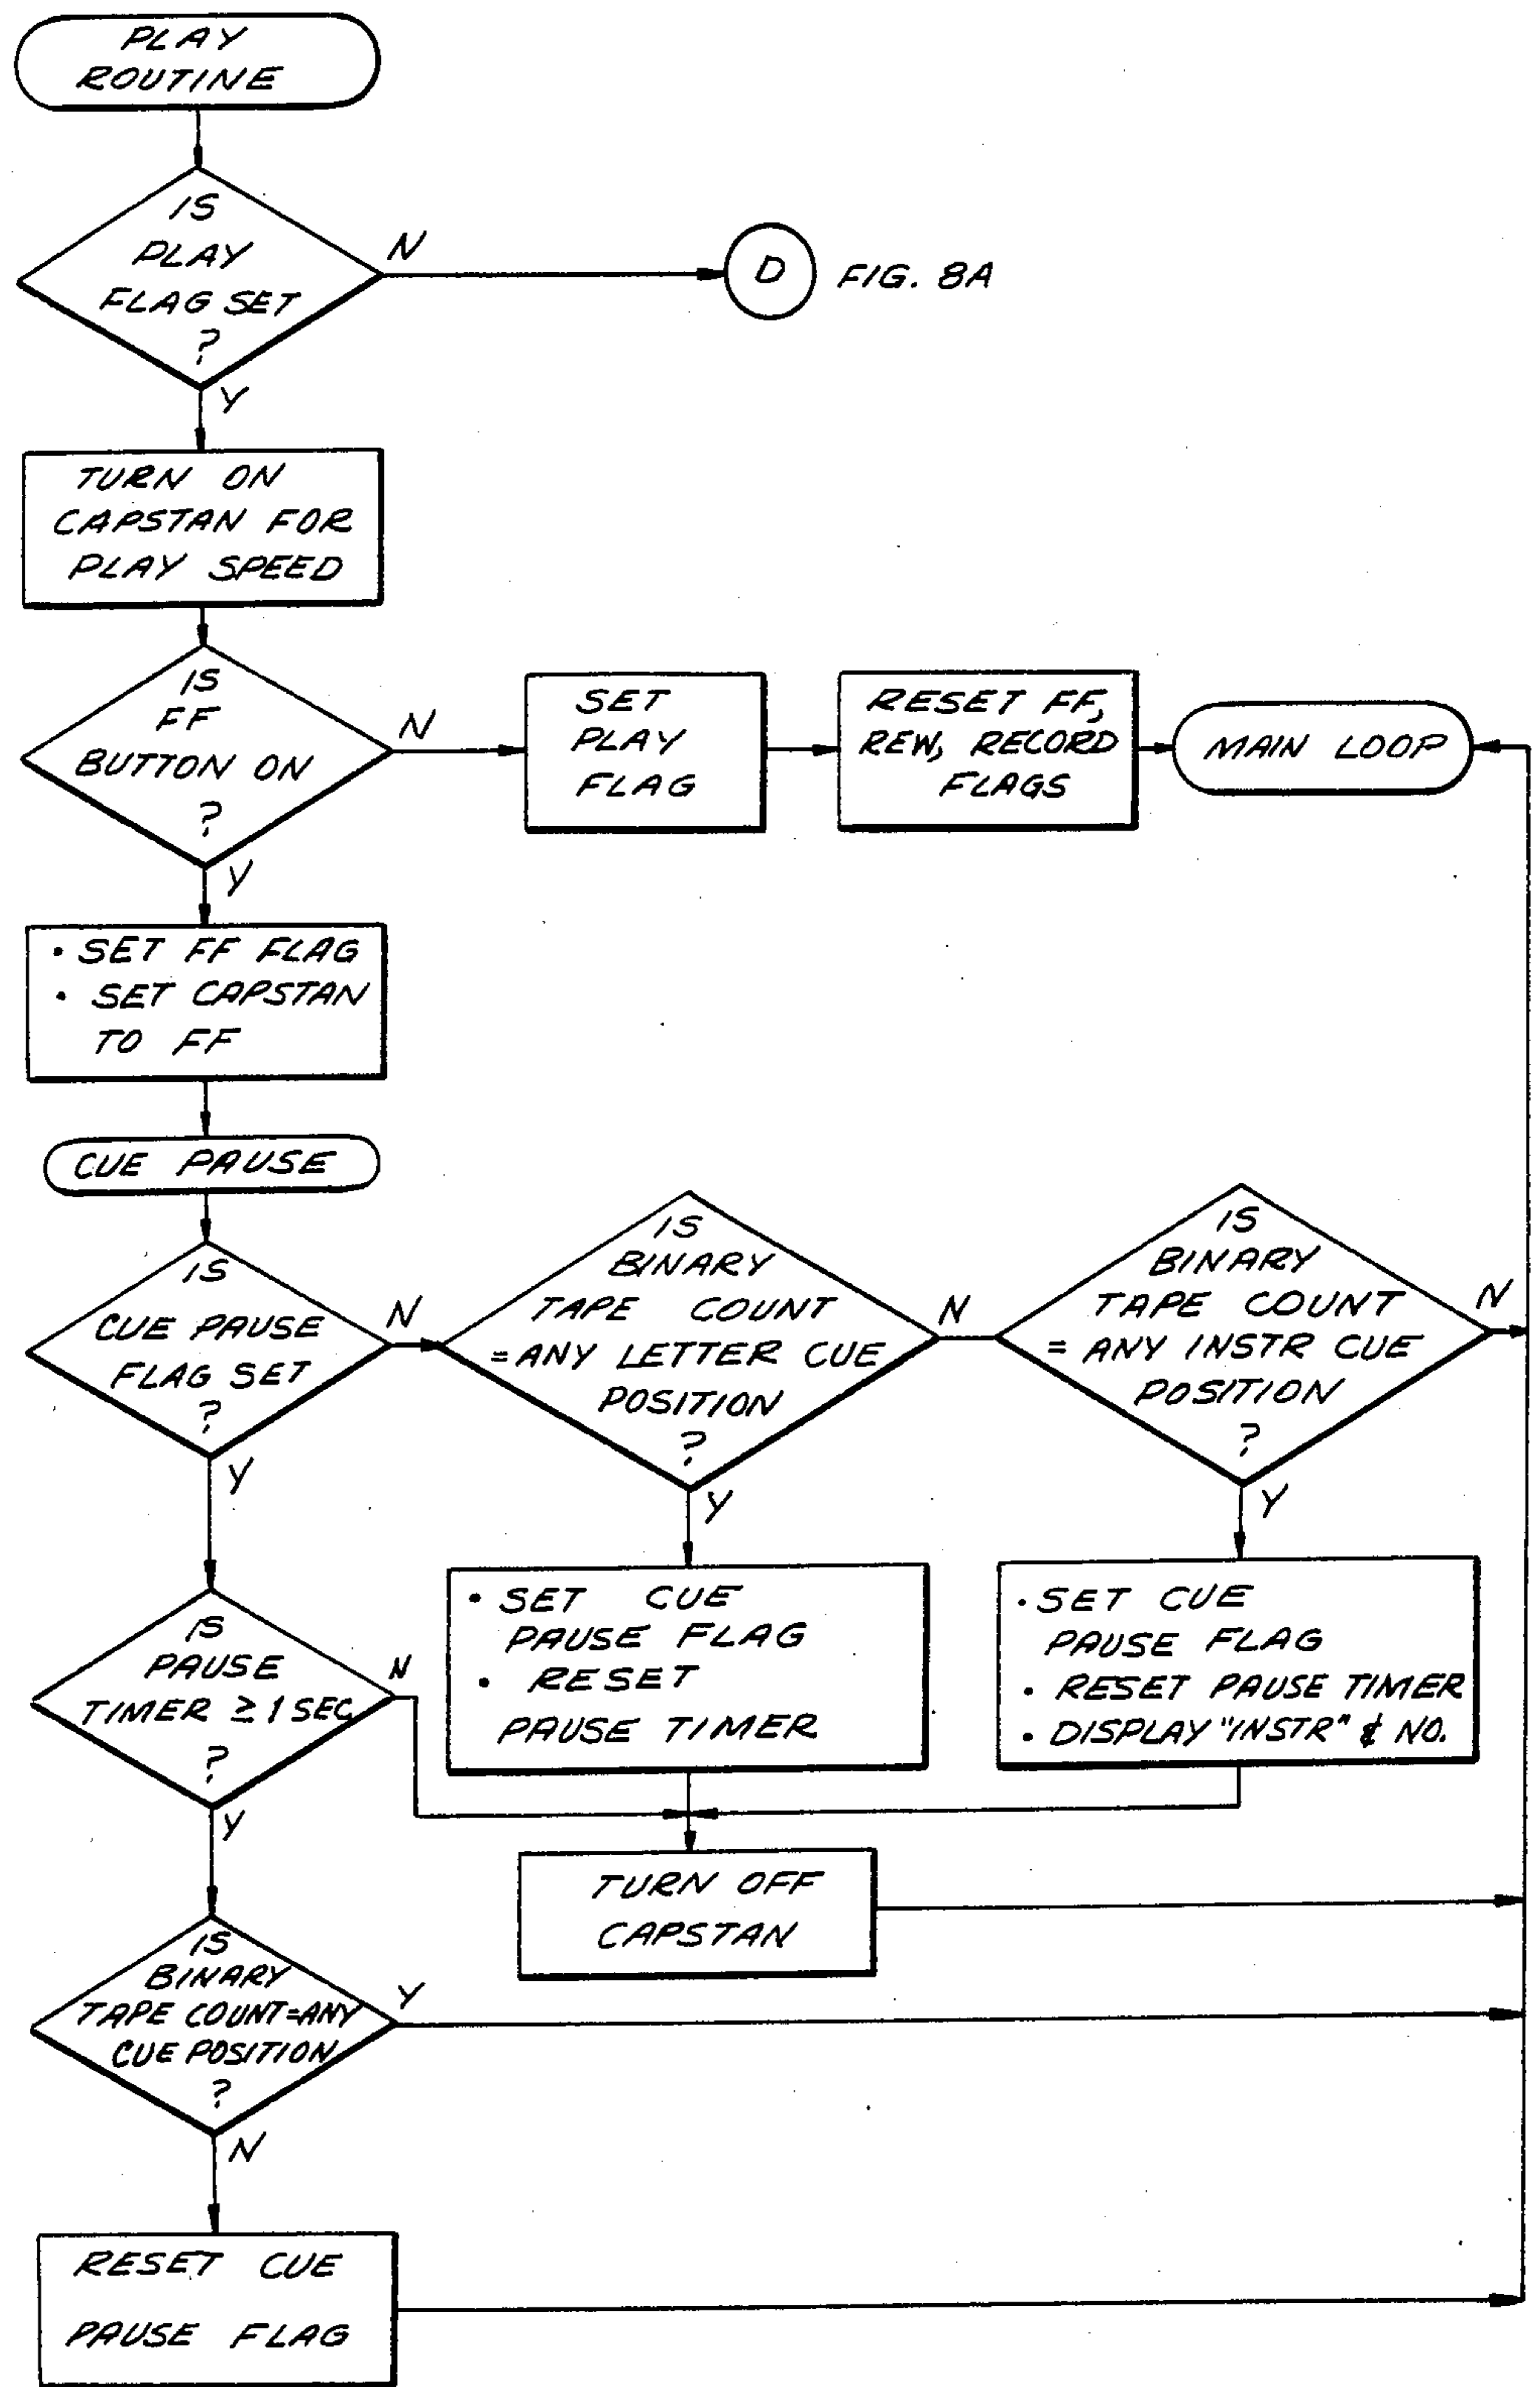 PLAY
ROUTINE
IS
PLAY
FLAG SET
?
N
D
FIG. 8A
Y
TURN ON
CAPSTAN FOR
PLAY SPEED
IS
FF
BUTTON ON
?
N
SET
PLAY
FLAG
RESET FF,
REW, RECORD
FLAGS
MAIN LOOP
Y
• SET FF FLAG
• SET CAPSTAN
TO FF
CUE PAUSE
IS
CUE PAUSE
FLAG SET
?
N
IS
BINARY
TAPE COUNT
= ANY LETTER CUE
POSITION
?
N
IS
BINARY
TAPE COUNT
= ANY INSTR CUE
POSITION
?
N
Y
Y
Y
• SET CUE
PAUSE FLAG
• RESET
PAUSE TIMER
• SET CUE
PAUSE FLAG
• RESET PAUSE TIMER
• DISPLAY "INSTR" & NO.
IS
PAUSE
TIMER ≥ 1 SEC
?
N
Y
TURN OFF
CAPSTAN
IS
BINARY
TAPE COUNT=ANY
CUE POSITION
?
Y
N
RESET CUE
PAUSE FLAG